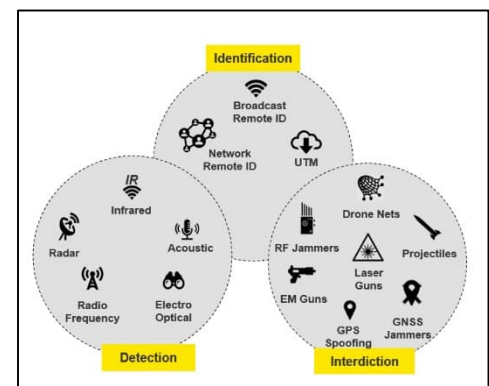 Identification
Broadcast
Remote ID
Network
Remote ID
UTM
IR
Infrared
Radar
Acoustic
Radio
Frequency
Electro
Optical
Detection
Drone Nets
RF Jammers
Projectiles
Laser
Guns
EM Guns
GPS
Spoofing
GNSS
Jammers
Interdiction